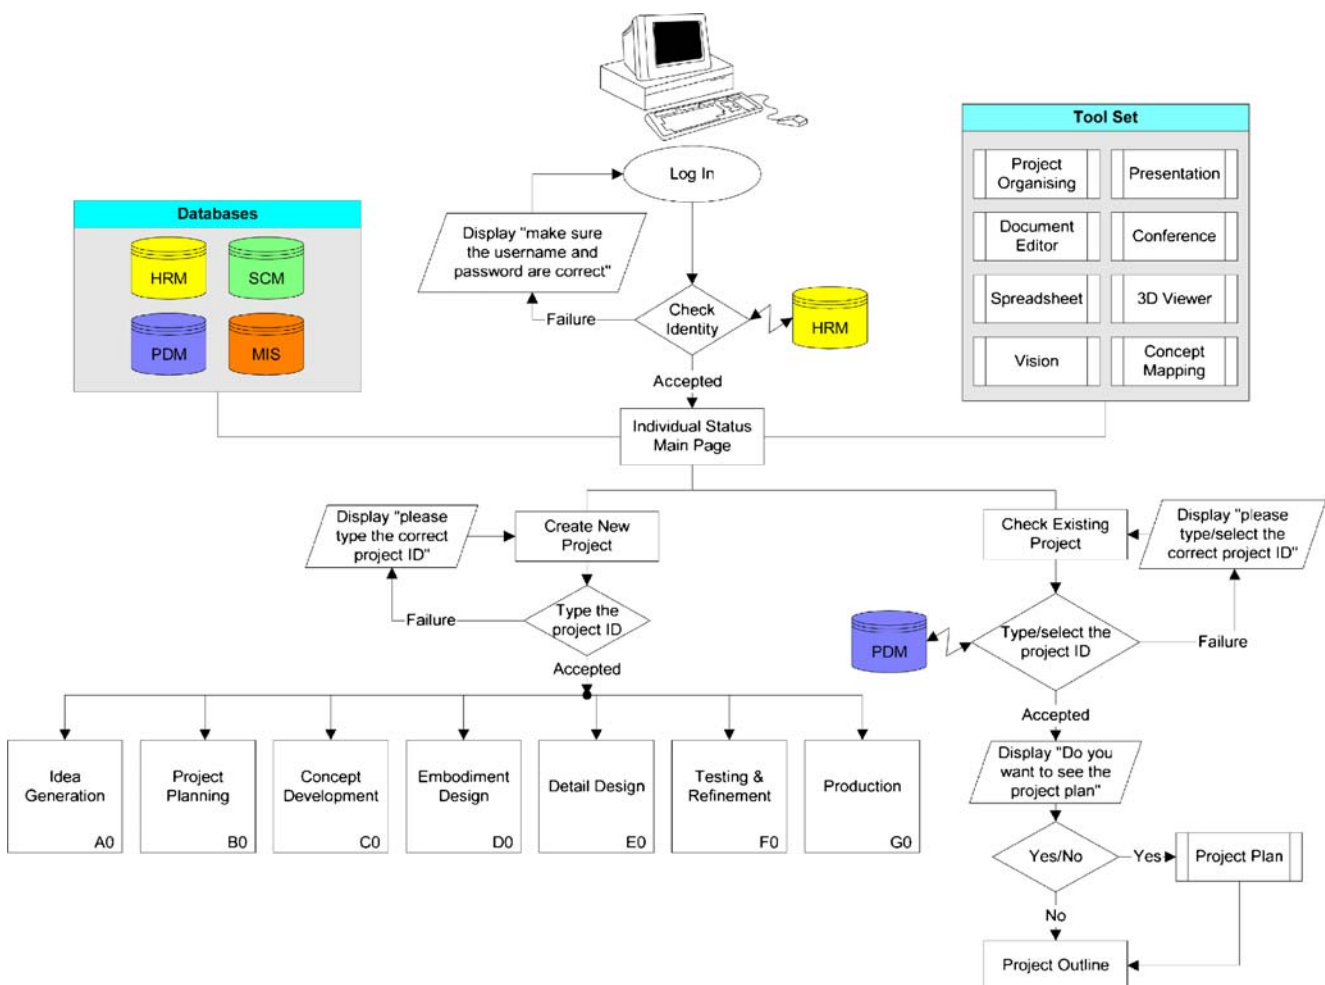 Tool Set
Project
Organising
Presentation
Document
Editor
Conference
Spreadsheet
3D Viewer
Vision
Concept
Mapping
Log In
Databases
HRM
SCM
PDM
MIS
Display "make sure
the username and
password are correct"
Failure
Check
Identity
HRM
Accepted
Individual Status
Main Page
Display "please
type the correct
project ID"
Create New
Project
Failure
Type the
project ID
Accepted
Check Existing
Project
Display "please
type/select the
correct project ID"
PDM
Type/select the
project ID
Failure
Accepted
Idea
Generation
A0
Project
Planning
B0
Concept
Development
C0
Embodiment
Design
D0
Detail Design
E0
Testing &
Refinement
F0
Production
G0
Display "Do you
want to see the
project plan"
Yes/No
Yes
Project Plan
No
Project Outline